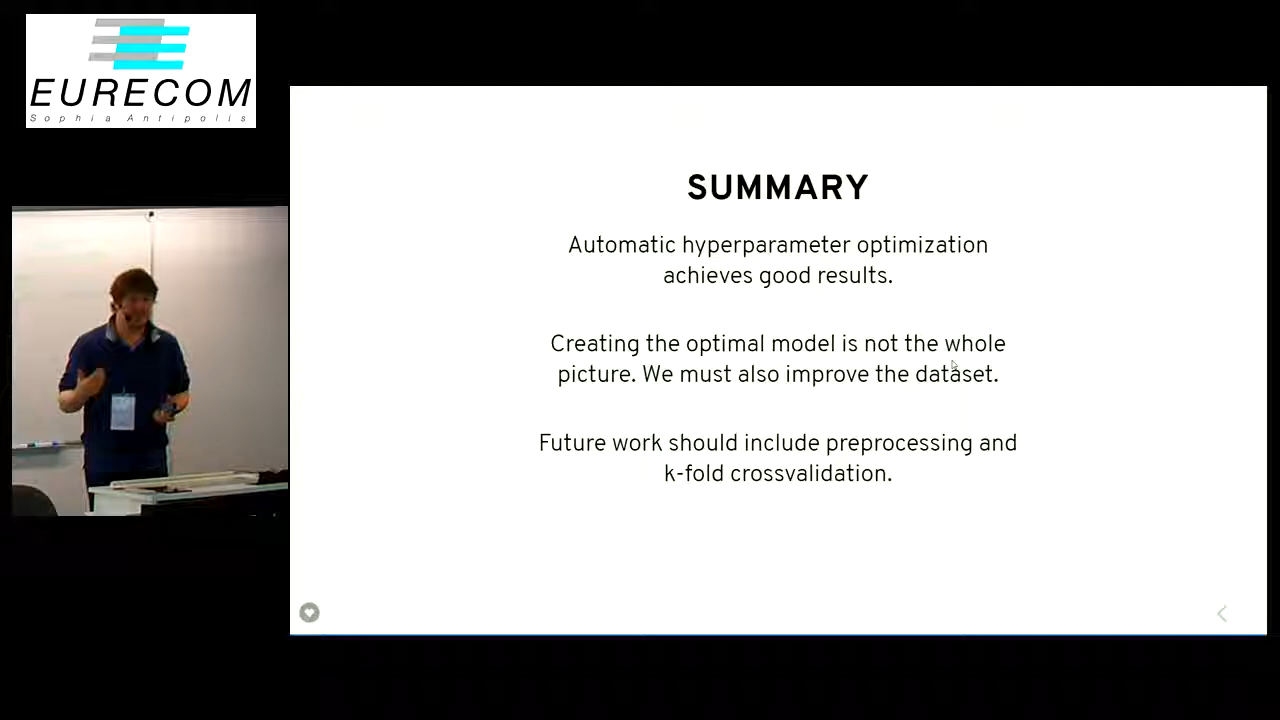 EURECOM
Sophia Antipolis
SUMMARY
Automatic hyperparameter optimization
achieves good results.
Creating the optimal model is not the whole
picture. We must also improve the dataset.
Future work should include preprocessing and
k-fold crossvalidation.